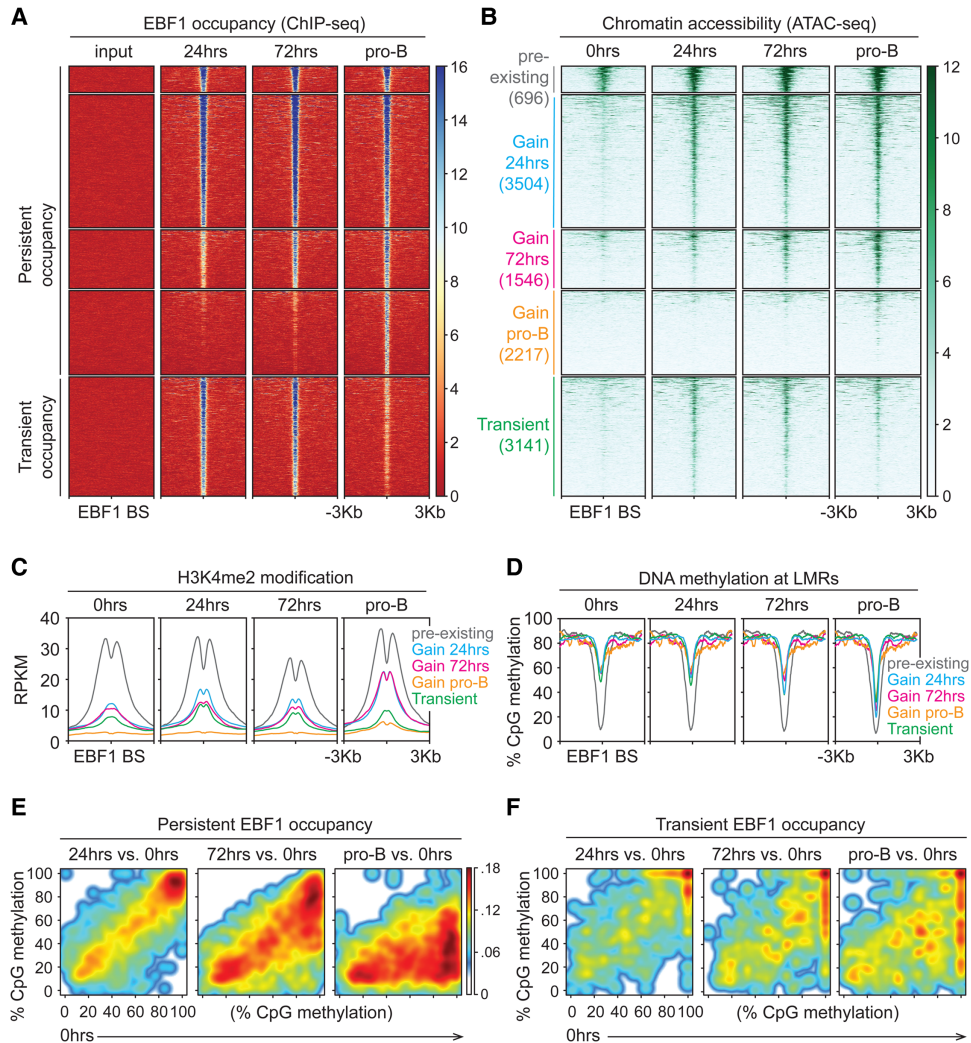 A
EBF1 occupancy (ChIP-seq)
input 24hrs 72hrs pro-B
Persistent
occupancy
Transient
occupancy
16
14
12
10
8
6
4
2
0
EBF1 BS
-3Kb 3Kb
B
Chromatin accessibility (ATAC-seq)
0hrs 24hrs 72hrs pro-B
pre-
existing
(696)
Gain
24hrs
(3504)
Gain
72hrs
(1546)
Gain
pro-B
(2217)
Transient
(3141)
12
10
8
6
4
2
0
EBF1 BS
-3Kb 3Kb
C
H3K4me2 modification
0hrs 24hrs 72hrs pro-B
RPKM
40
30
20
10
0
pre-existing
Gain 24hrs
Gain 72hrs
Gain pro-B
Transient
EBF1 BS
-3Kb 3Kb
D
DNA methylation at LMRs
0hrs 24hrs 72hrs pro-B
% CpG methylation
100
80
60
40
20
0
pre-existing
Gain 24hrs
Gain 72hrs
Gain pro-B
Transient
EBF1 BS
-3Kb 3Kb
E
Persistent EBF1 occupancy
24hrs vs. 0hrs 72hrs vs. 0hrs pro-B vs. 0hrs
% CpG methylation
100
80
60
40
20
0
.18
.12
.06
0
0 20 40 60 80 100
(% CpG methylation)
0hrs
F
Transient EBF1 occupancy
24hrs vs. 0hrs 72hrs vs. 0hrs pro-B vs. 0hrs
% CpG methylation
100
80
60
40
20
0
0 20 40 60 80 100
(% CpG methylation)
0hrs